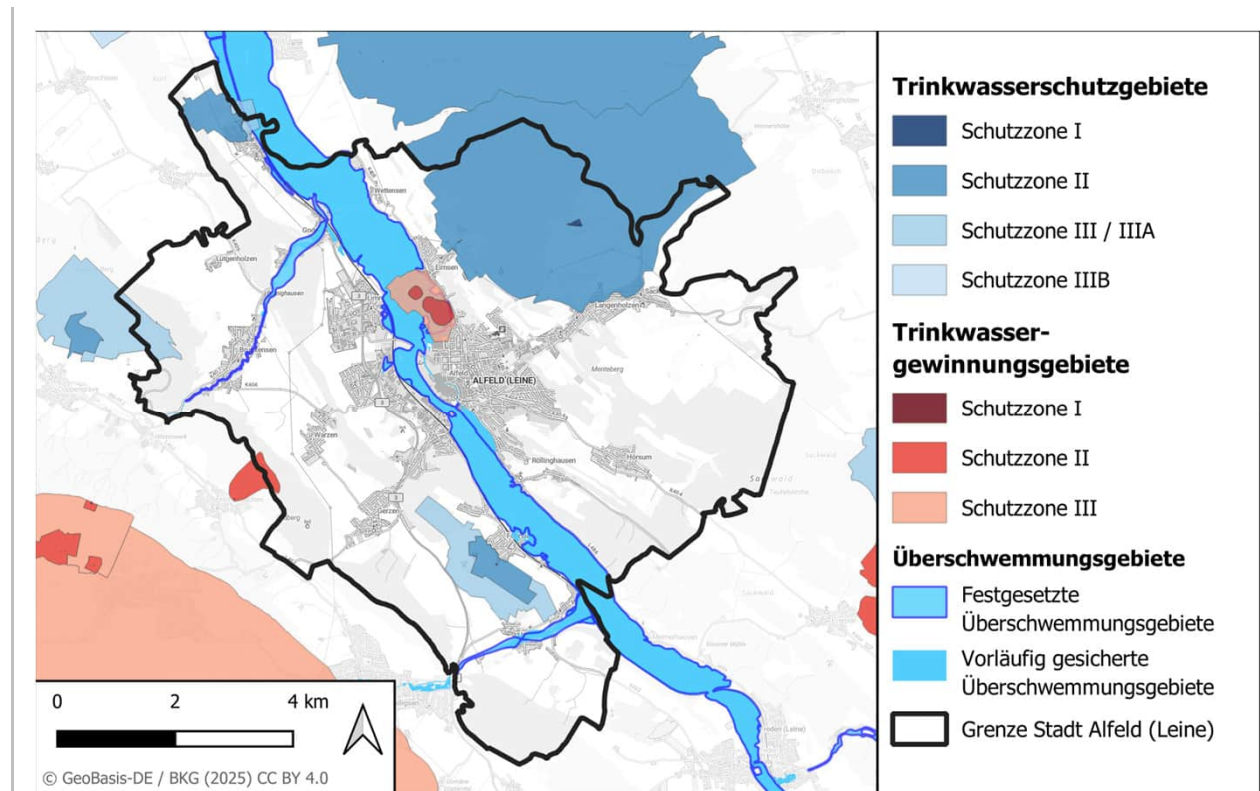 Trinkwasserschutzgebiete
Schutzzone I
Schutzzone II
Schutzzone III / IIIA
Schutzzone IIIB
Trinkwasser-
gewinnungsgebiete
Schutzzone I
Schutzzone II
Schutzzone III
Überschwemmungsgebiete
Festgesetzte
Überschwemmungsgebiete
Vorläufig gesicherte
Überschwemmungsgebiete
Grenze Stadt Alfeld (Leine)
Wettensen
Lütgenholzen
Eimsen
Langenholzen
Alfeld
ALFELD (LEINE)
Warzen
Röllinghausen
Hörsum
Gerzen
Sackwald
0 2 4 km
© GeoBasis-DE / BKG (2025) CC BY 4.0